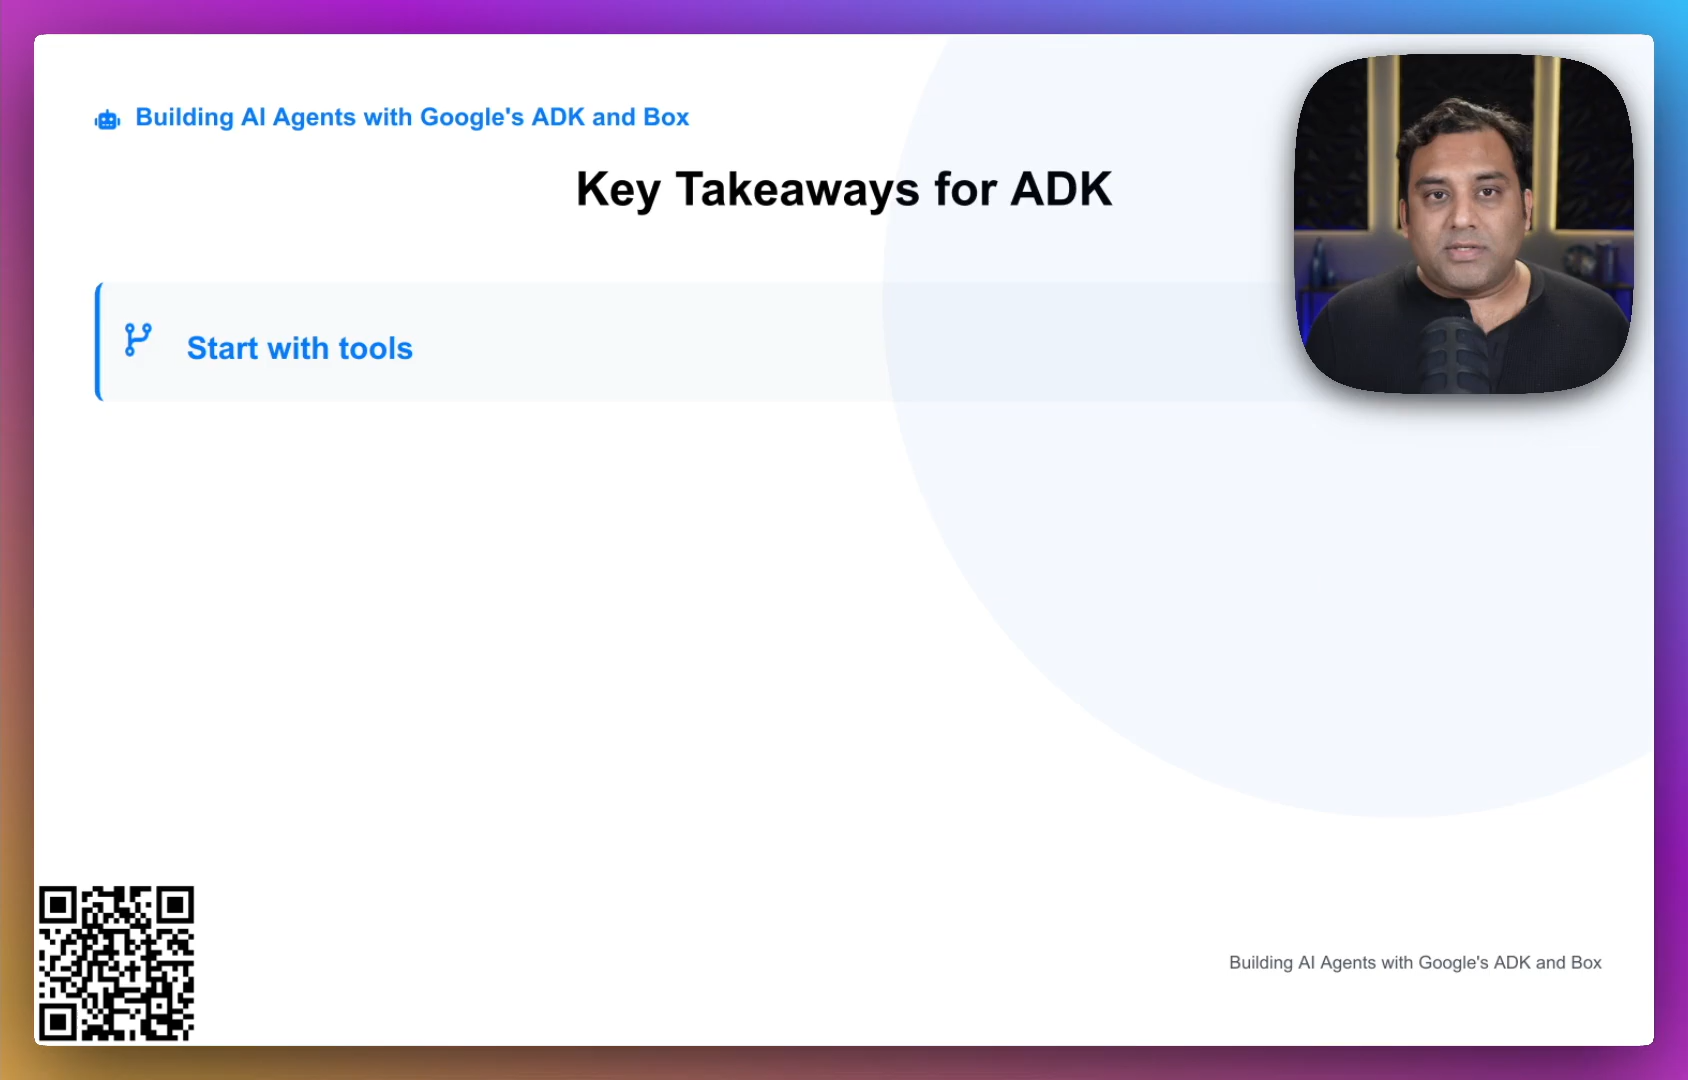 Building AI Agents with Google's ADK and Box
Key Takeaways for ADK
Start with tools
Building AI Agents with Google's ADK and Box